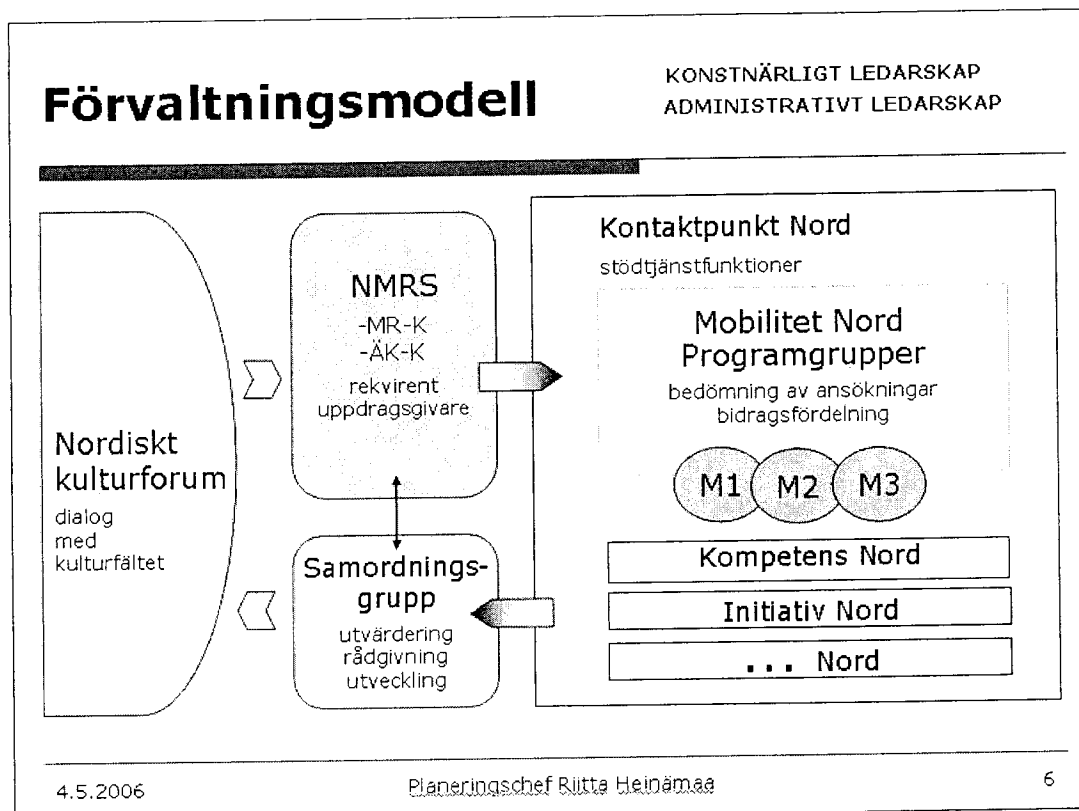 Förvaltningsmodell
KONSTNÄRLIGT LEDARSKAP
ADMINISTRATIVT LEDARSKAP
Nordiskt
kulturforum
dialog
med
kulturfältet
NMRS
-MR-K
-ÄK-K
rekvirent
uppdragsgivare
Samordnings-
grupp
utvärdering
rådgivning
utveckling
Kontaktpunkt Nord
stödtjänstfunktioner
Mobilitet Nord
Programgrupper
bedömning av ansökningar
bidragsfördelning
M1 M2 M3
Kompetens Nord
Initiativ Nord
... Nord
4.5.2006
Planeringschef Riitta Heinämaa
6